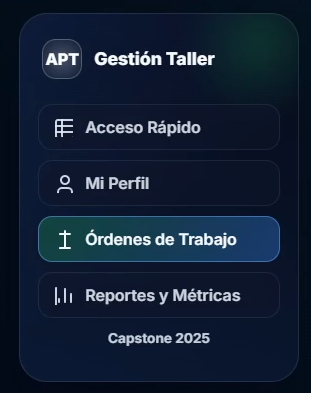 APT Gestión Taller
Acceso Rápido
Mi Perfil
Órdenes de Trabajo
Reportes y Métricas
Capstone 2025